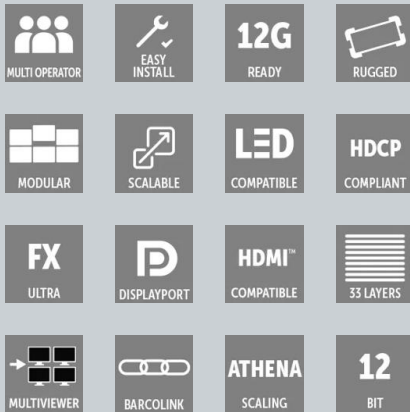 MULTI OPERATOR
EASY
INSTALL
12G
READY
RUGGED
MODULAR
SCALABLE
LED
COMPATIBLE
HDCP
COMPLIANT
FX
ULTRA
D
DISPLAYPORT
HDMI™
COMPATIBLE
33 LAYERS
MULTIVIEWER
BARCOLINK
ATHENA
SCALING
12
BIT